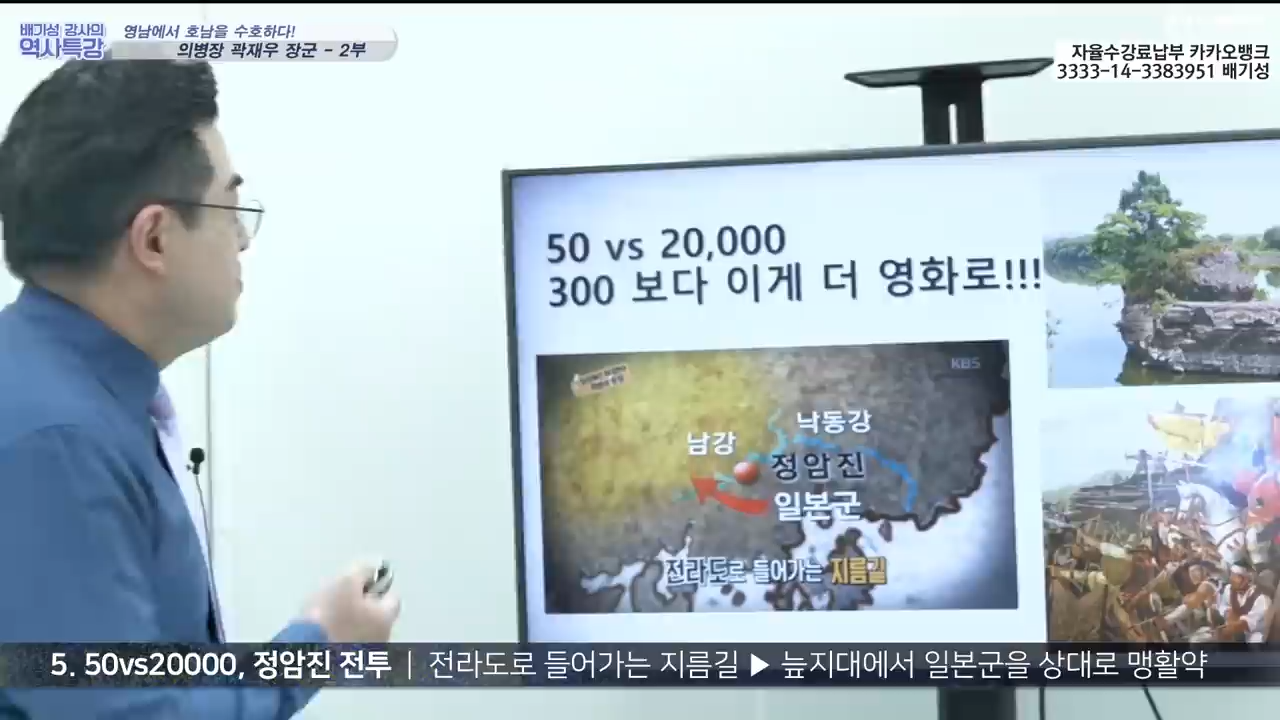 배기성 강사의
역사특강
영남에서 호남을 수호하다!
의병장 곽재우 장군 - 2부
자율수강료납부 카카오뱅크
3333-14-3383951 배기성
50 vs 20,000
300 보다 이게 더 영화로!!!
KBS
낙동강
남강
정암진
일본군
전라도로 들어가는 지름길
5. 50vs20000, 정암진 전투 | 전라도로 들어가는 지름길 ▶ 늪지대에서 일본군을 상대로 맹활약